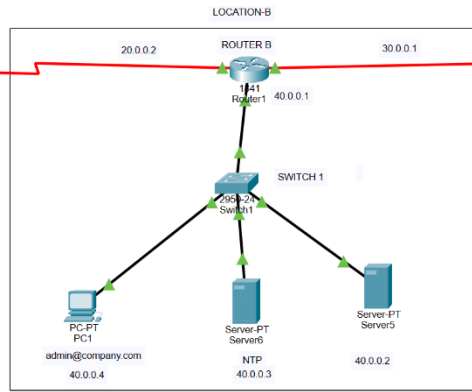 LOCATION-B
20.0.0.2
ROUTER B
30.0.0.1
1841
Router1
40.0.0.1
SWITCH 1
2950-24
Switch1
PC-PT
PC1
admin@company.com
40.0.0.4
Server-PT
Server6
NTP
40.0.0.3
Server-PT
Server5
40.0.0.2